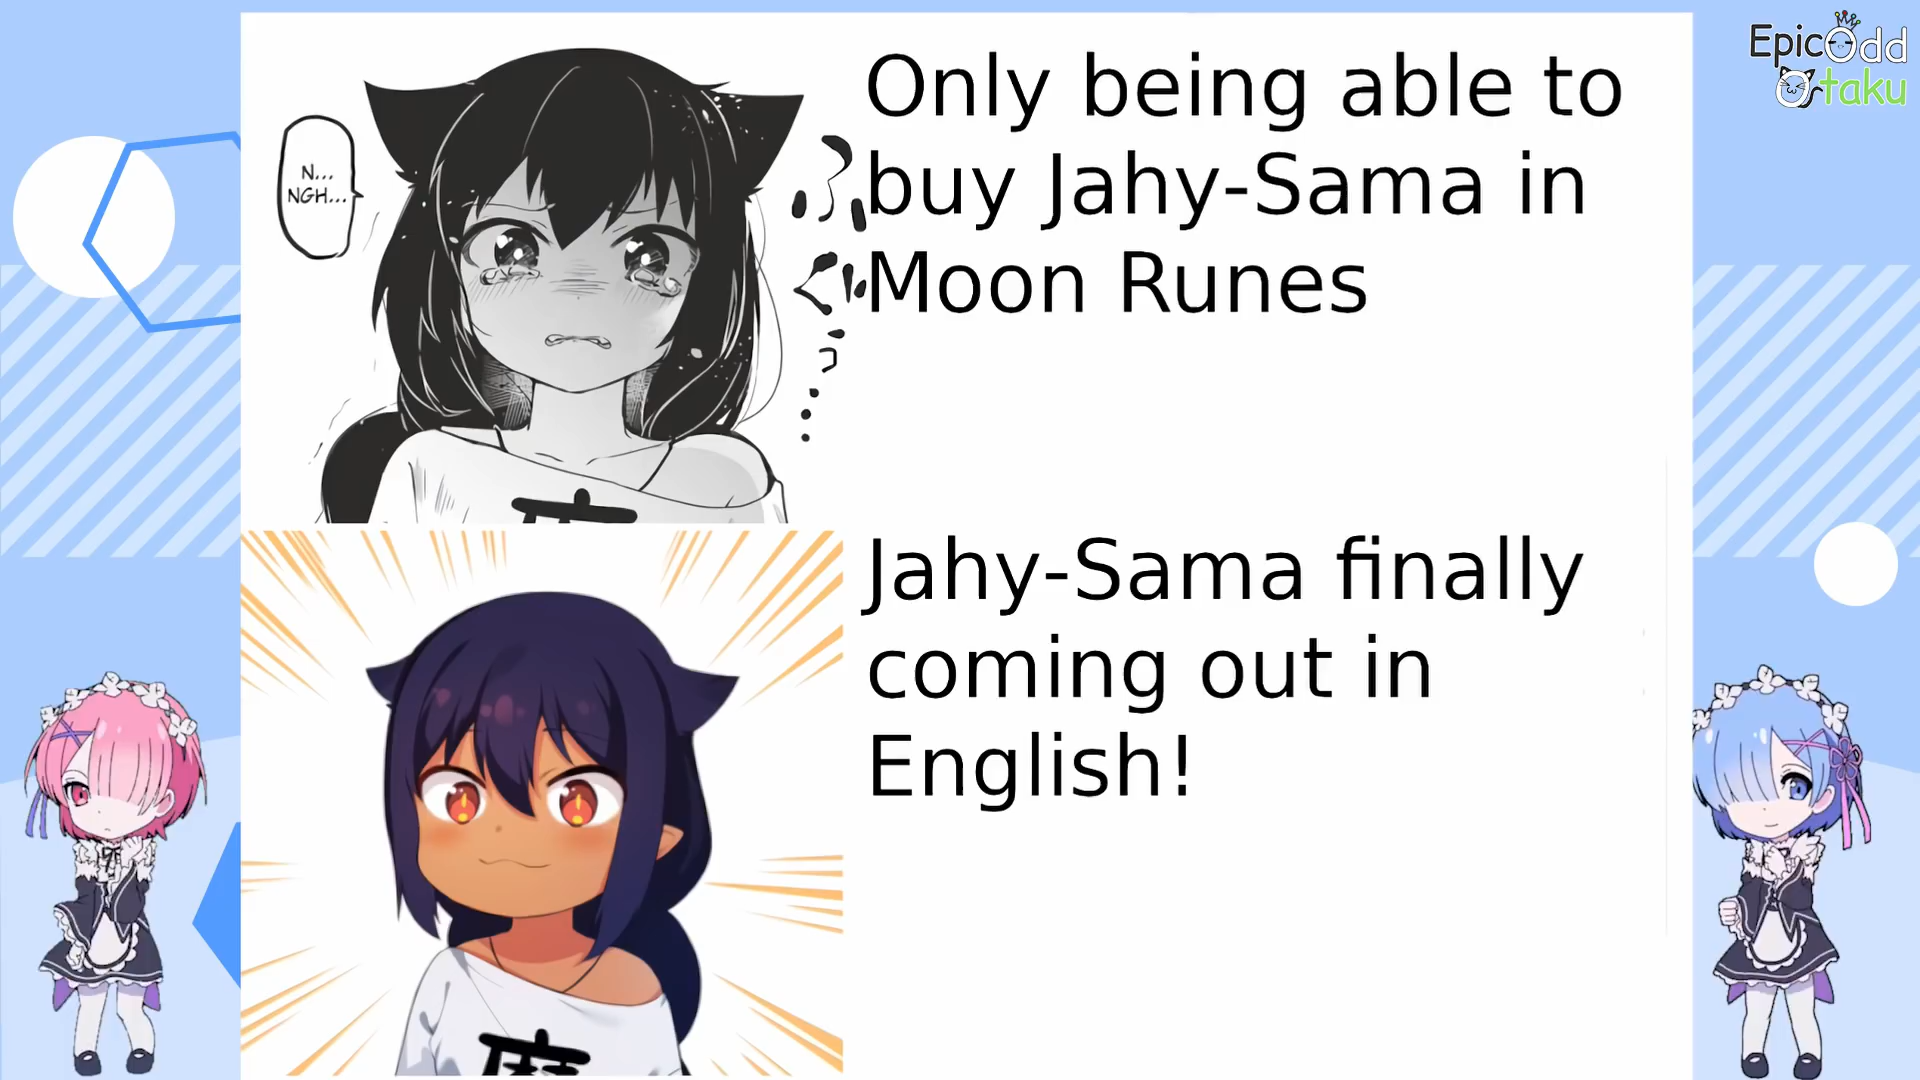 Only being able to
buy Jahy-Sama in
Moon Runes
N...
NGH...
Jahy-Sama finally
coming out in
English!
EpicOdd
Otaku